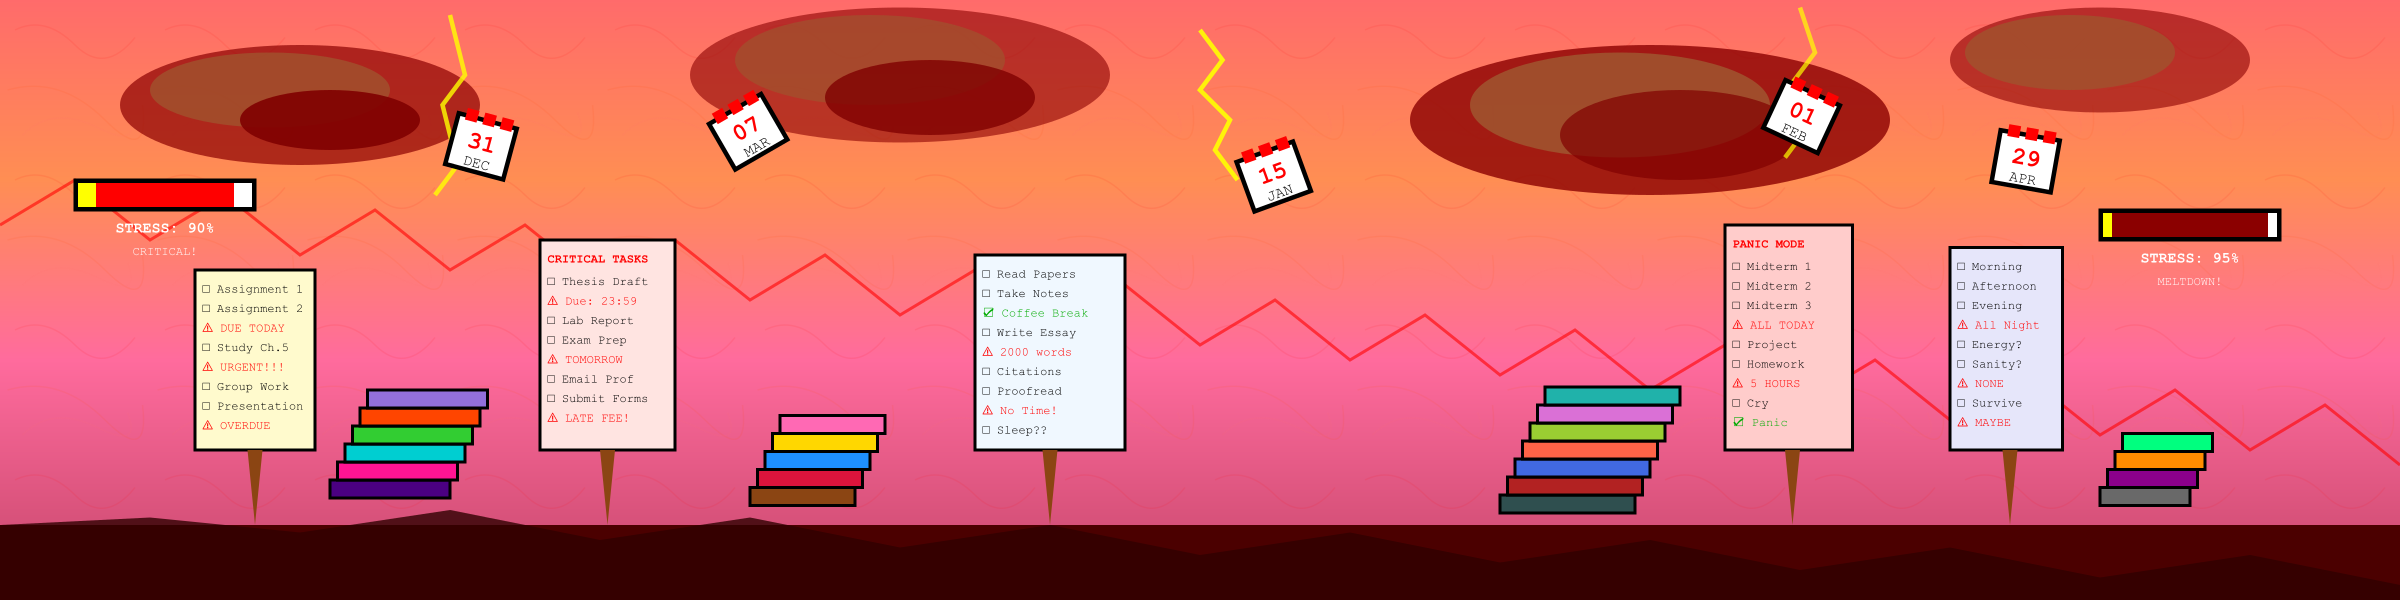 31
DEC
07
MAR
15
JAN
01
FEB
29
APR
STRESS: 90%
CRITICAL!
☐ Assignment 1
☐ Assignment 2
⚠ DUE TODAY
☐ Study Ch.5
⚠ URGENT!!!
☐ Group Work
☐ Presentation
⚠ OVERDUE
CRITICAL TASKS
☐ Thesis Draft
⚠ Due: 23:59
☐ Lab Report
☐ Exam Prep
⚠ TOMORROW
☐ Email Prof
☐ Submit Forms
⚠ LATE FEE!
☐ Read Papers
☐ Take Notes
☑ Coffee Break
☐ Write Essay
⚠ 2000 words
☐ Citations
☐ Proofread
⚠ No Time!
☐ Sleep??
PANIC MODE
☐ Midterm 1
☐ Midterm 2
☐ Midterm 3
⚠ ALL TODAY
☐ Project
☐ Homework
⚠ 5 HOURS
☐ Cry
☑ Panic
☐ Morning
☐ Afternoon
☐ Evening
⚠ All Night
☐ Energy?
☐ Sanity?
⚠ NONE
☐ Survive
⚠ MAYBE
STRESS: 95%
MELTDOWN!